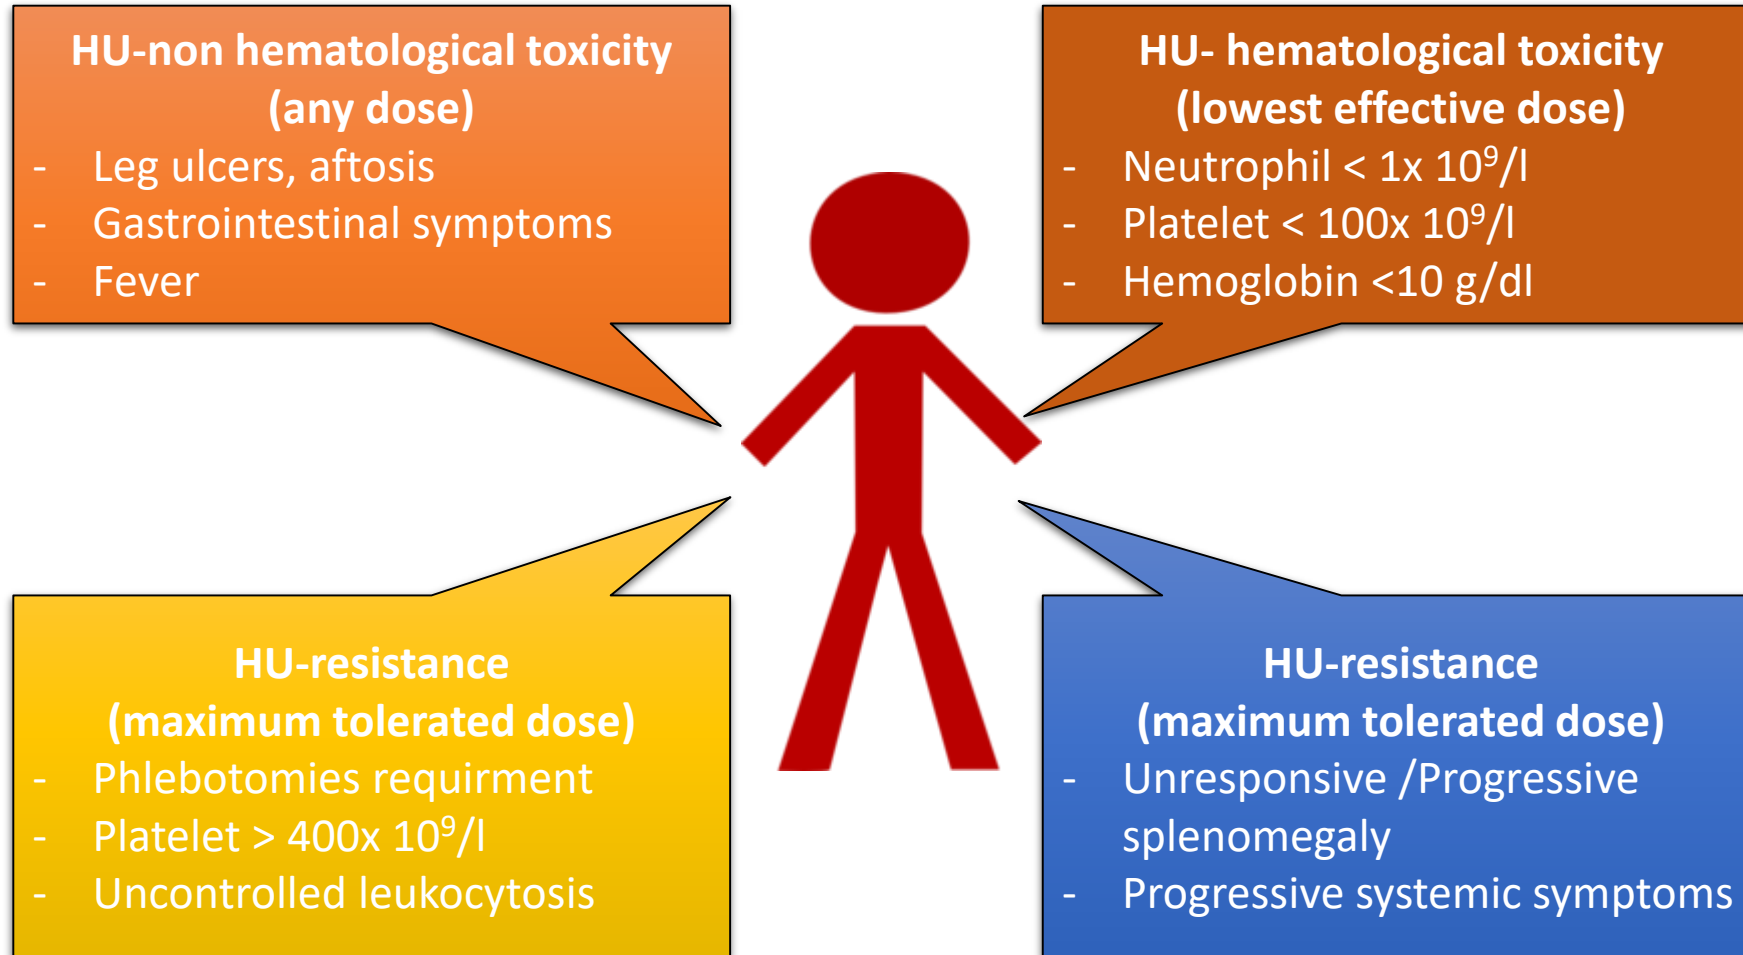 HU-non hematological toxicity
(any dose)
- Leg ulcers, aftosis
- Gastrointestinal symptoms
- Fever
HU- hematological toxicity
(lowest effective dose)
- Neutrophil < 1x 10⁹/l
- Platelet < 100x 10⁹/l
- Hemoglobin <10 g/dl
HU-resistance
(maximum tolerated dose)
- Phlebotomies requirment
- Platelet > 400x 10⁹/l
- Uncontrolled leukocytosis
HU-resistance
(maximum tolerated dose)
- Unresponsive /Progressive
splenomegaly
- Progressive systemic symptoms